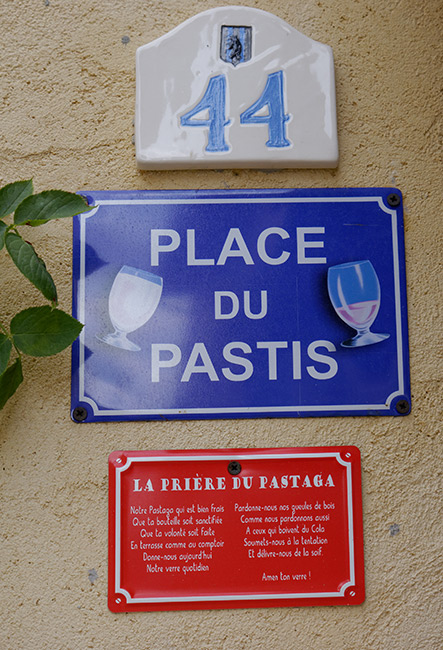 44
PLACE
DU
PASTIS
LA PRIÈRE DU PASTAGA
Notre Pastaga qui est bien frais
Que ta bouteille soit sanctifiée
Que ta volonté soit faite
En terrasse comme au comptoir
Donne-nous aujourd'hui
Notre verre quotidien
Pardonne-nous nos gueules de bois
Comme nous pardonnons aussi
A ceux qui boivent du Cola
Soumets-nous à la tentation
Et délivre-nous de la soif
Amen ton verre !